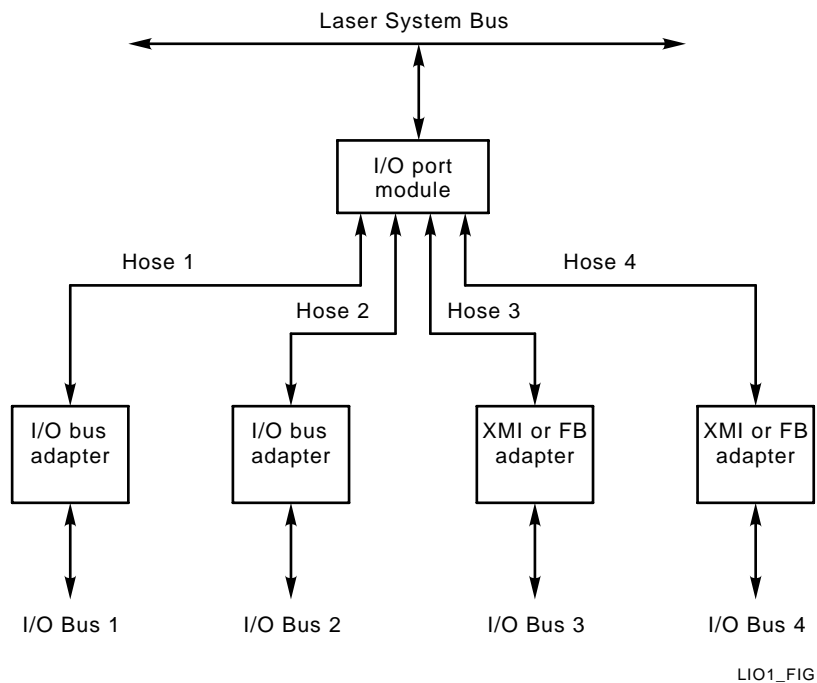 Laser System Bus
I/O port
module
Hose 1
Hose 4
Hose 2
Hose 3
I/O bus
adapter
I/O bus
adapter
XMI or FB
adapter
XMI or FB
adapter
I/O Bus 1
I/O Bus 2
I/O Bus 3
I/O Bus 4
LIO1_FIG